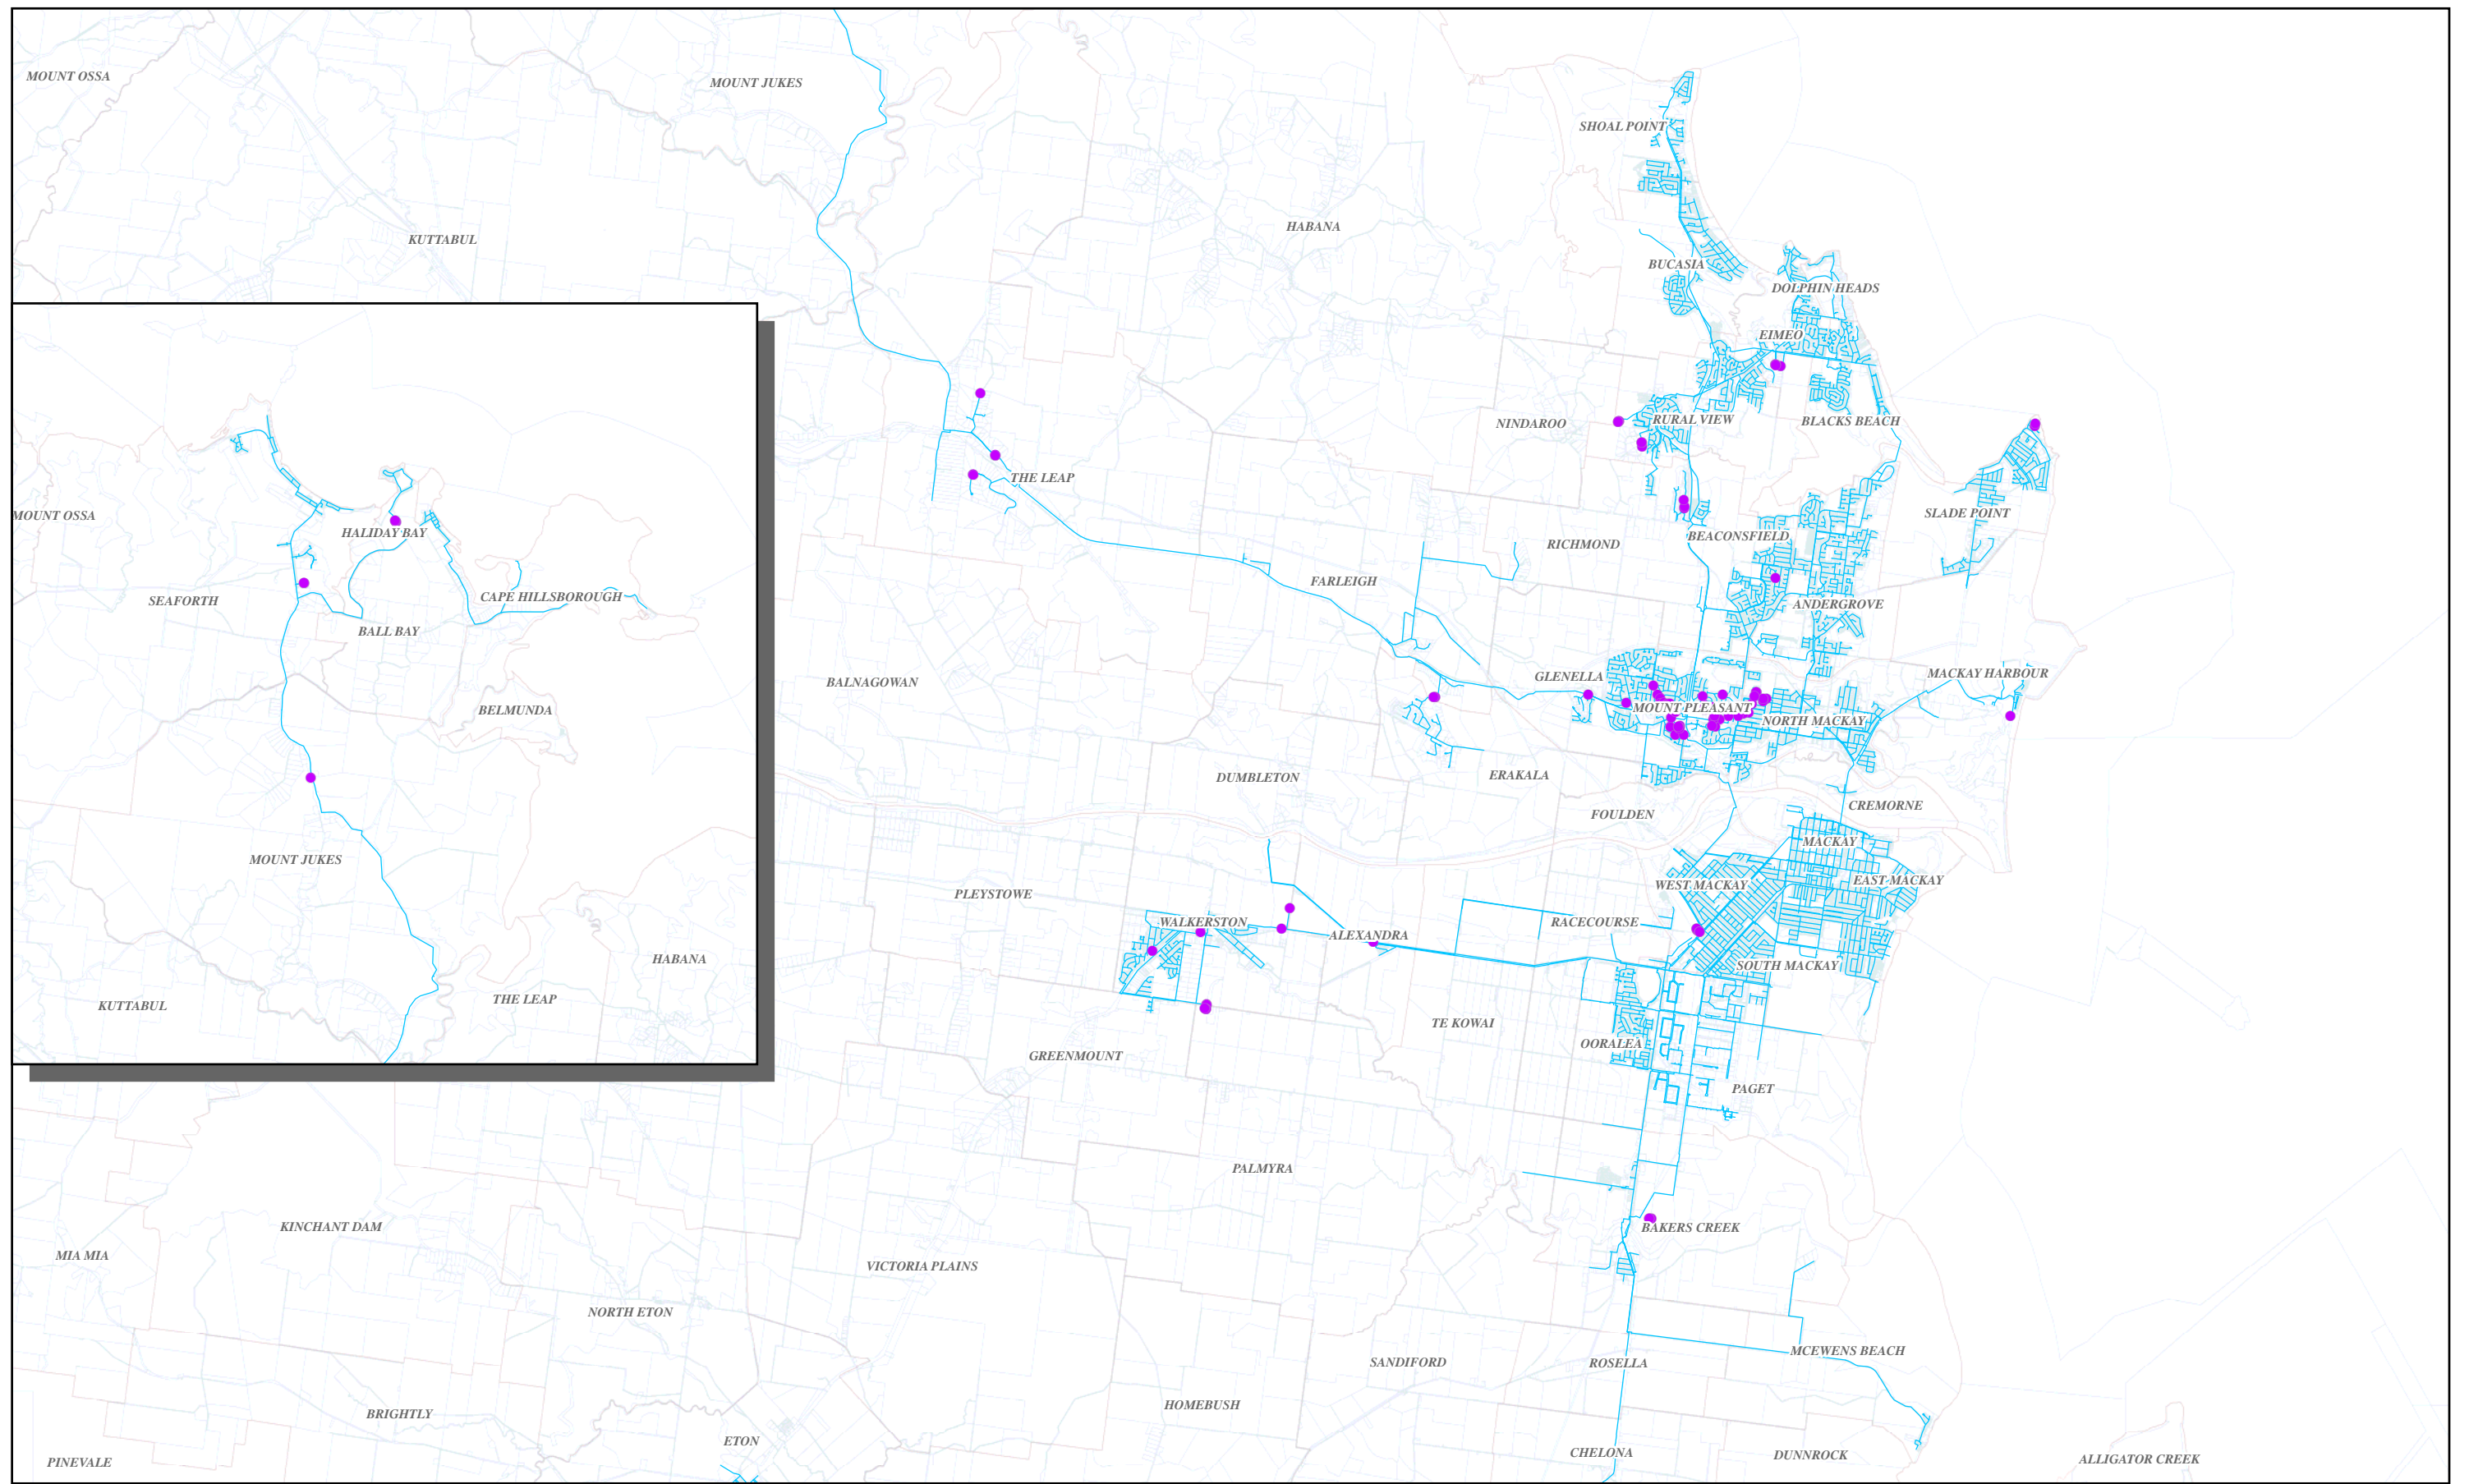 MOUNT OSSA
MOUNT JUKES
SHOAL POINT
HABANA
KUTTABUL
BUCASIA
DOLPHIN HEADS
EIMEO
NINDAROO
RURAL VIEW
BLACKS BEACH
THE LEAP
SLADE POINT
RICHMOND
BEACONSFIELD
FARLEIGH
ANDERGROVE
GLENELLA
MACKAY HARBOUR
BALNAGOWAN
MOUNT PLEASANT
NORTH MACKAY
DUMBLETON
ERAKALA
FOULDEN
CREMORNE
MACKAY
WEST MACKAY
EAST MACKAY
PLEYSTOWE
WALKERSTON
RACECOURSE
ALEXANDRA
SOUTH MACKAY
TE KOWAI
OORALEA
GREENMOUNT
PAGET
PALMYRA
KINCHANT DAM
BAKERS CREEK
MIA MIA
VICTORIA PLAINS
NORTH ETON
MCEWENS BEACH
SANDIFORD
ROSELLA
HOMEBUSH
BRIGHTLY
ETON
CHELONA
DUNNROCK
PINEVALE
ALLIGATOR CREEK
MOUNT OSSA
HALIDAY BAY
SEAFORTH
CAPE HILLSBOROUGH
BALL BAY
BELMUNDA
MOUNT JUKES
HABANA
THE LEAP
KUTTABUL